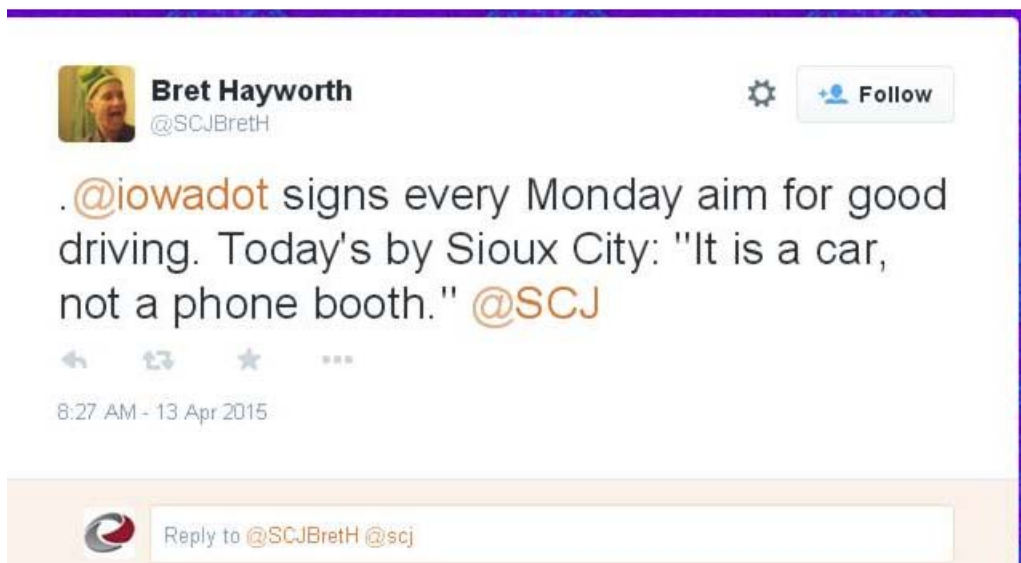 Bret Hayworth
@SCJBretH
Follow
.@iowadot signs every Monday aim for good
driving. Today's by Sioux City: "It is a car,
not a phone booth." @SCJ
8:27 AM - 13 Apr 2015
Reply to @SCJBretH @scj